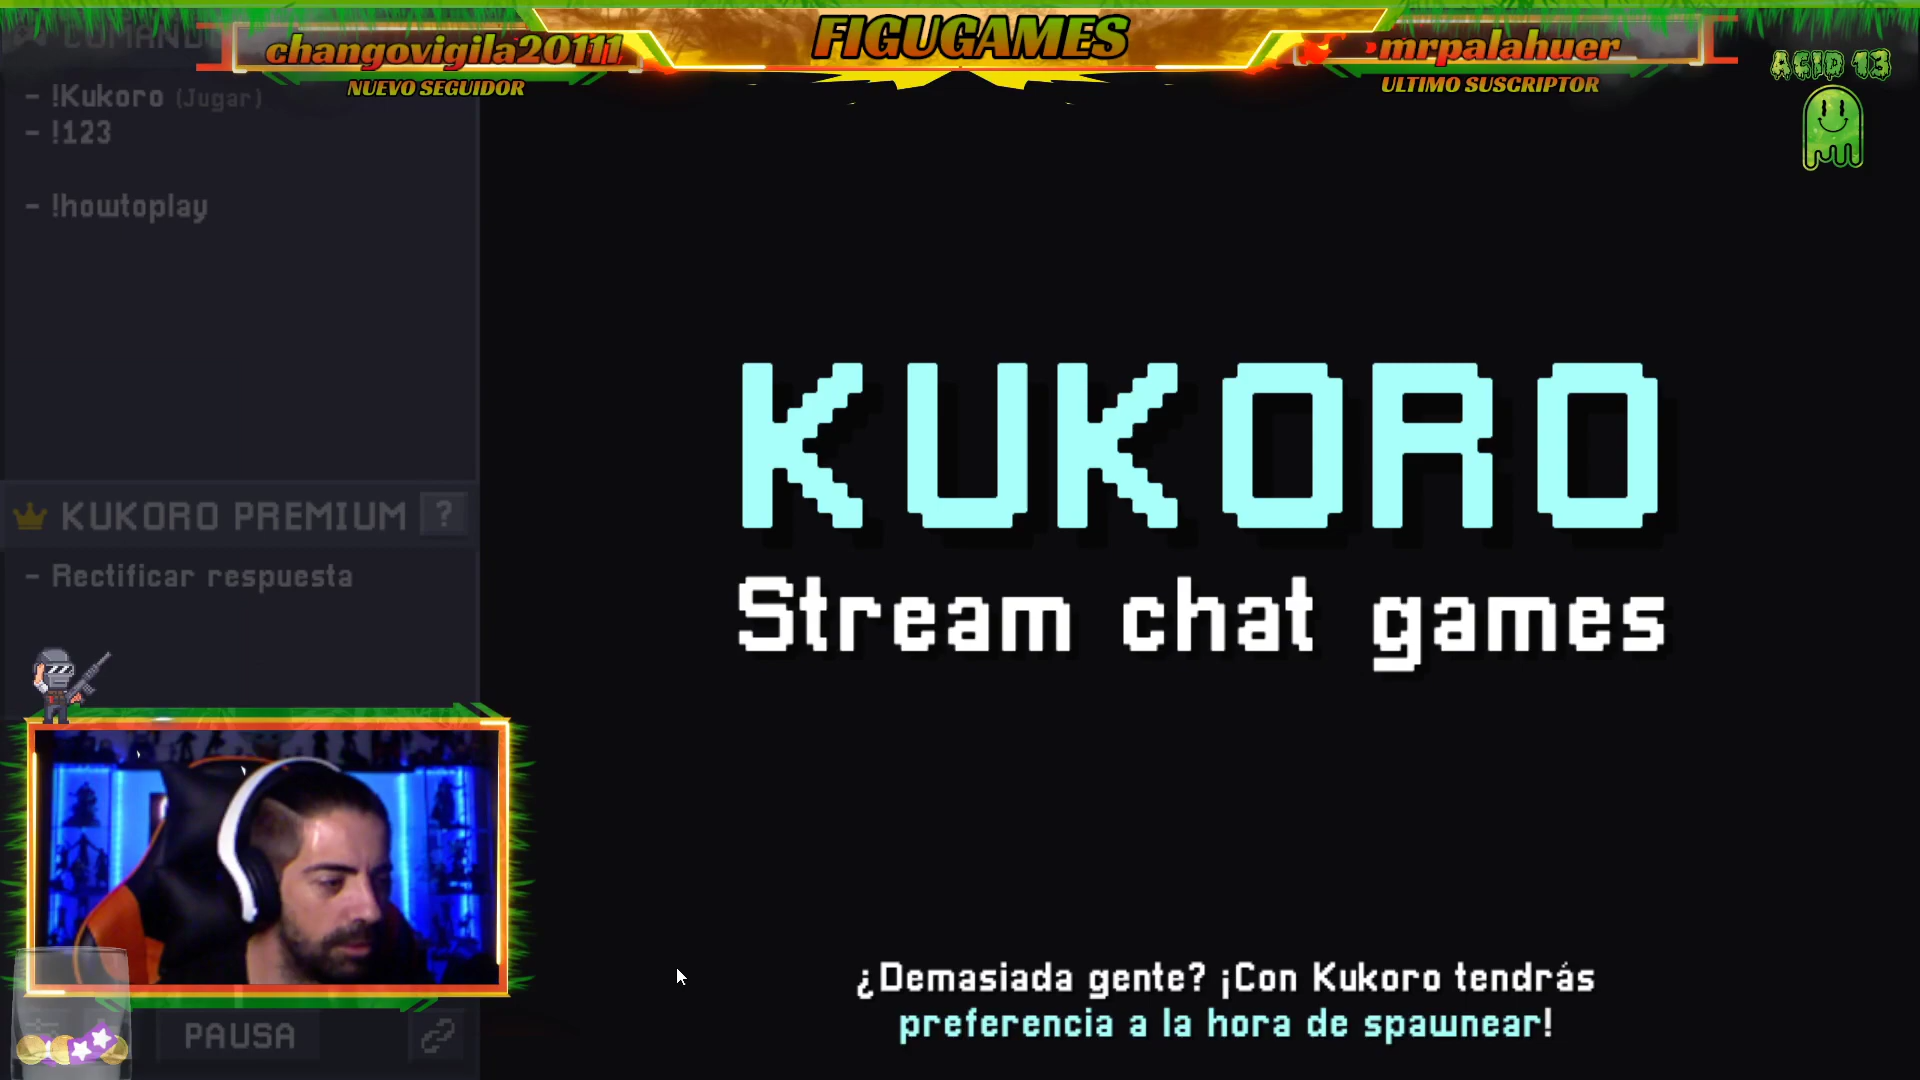 COMANDO
changovigila20111
NUEVO SEGUIDOR
FIGUGAMES
mrpalahuer
ULTIMO SUSCRIPTOR
ACID 13
- !Kukoro (Jugar)
- !123
- !howtoplay
KUKORO PREMIUM ?
- Rectificar respuesta
KUKORO
Stream chat games
¿Demasiada gente? ¡Con Kukoro tendrás
preferencia a la hora de spawnear!
PAUSA